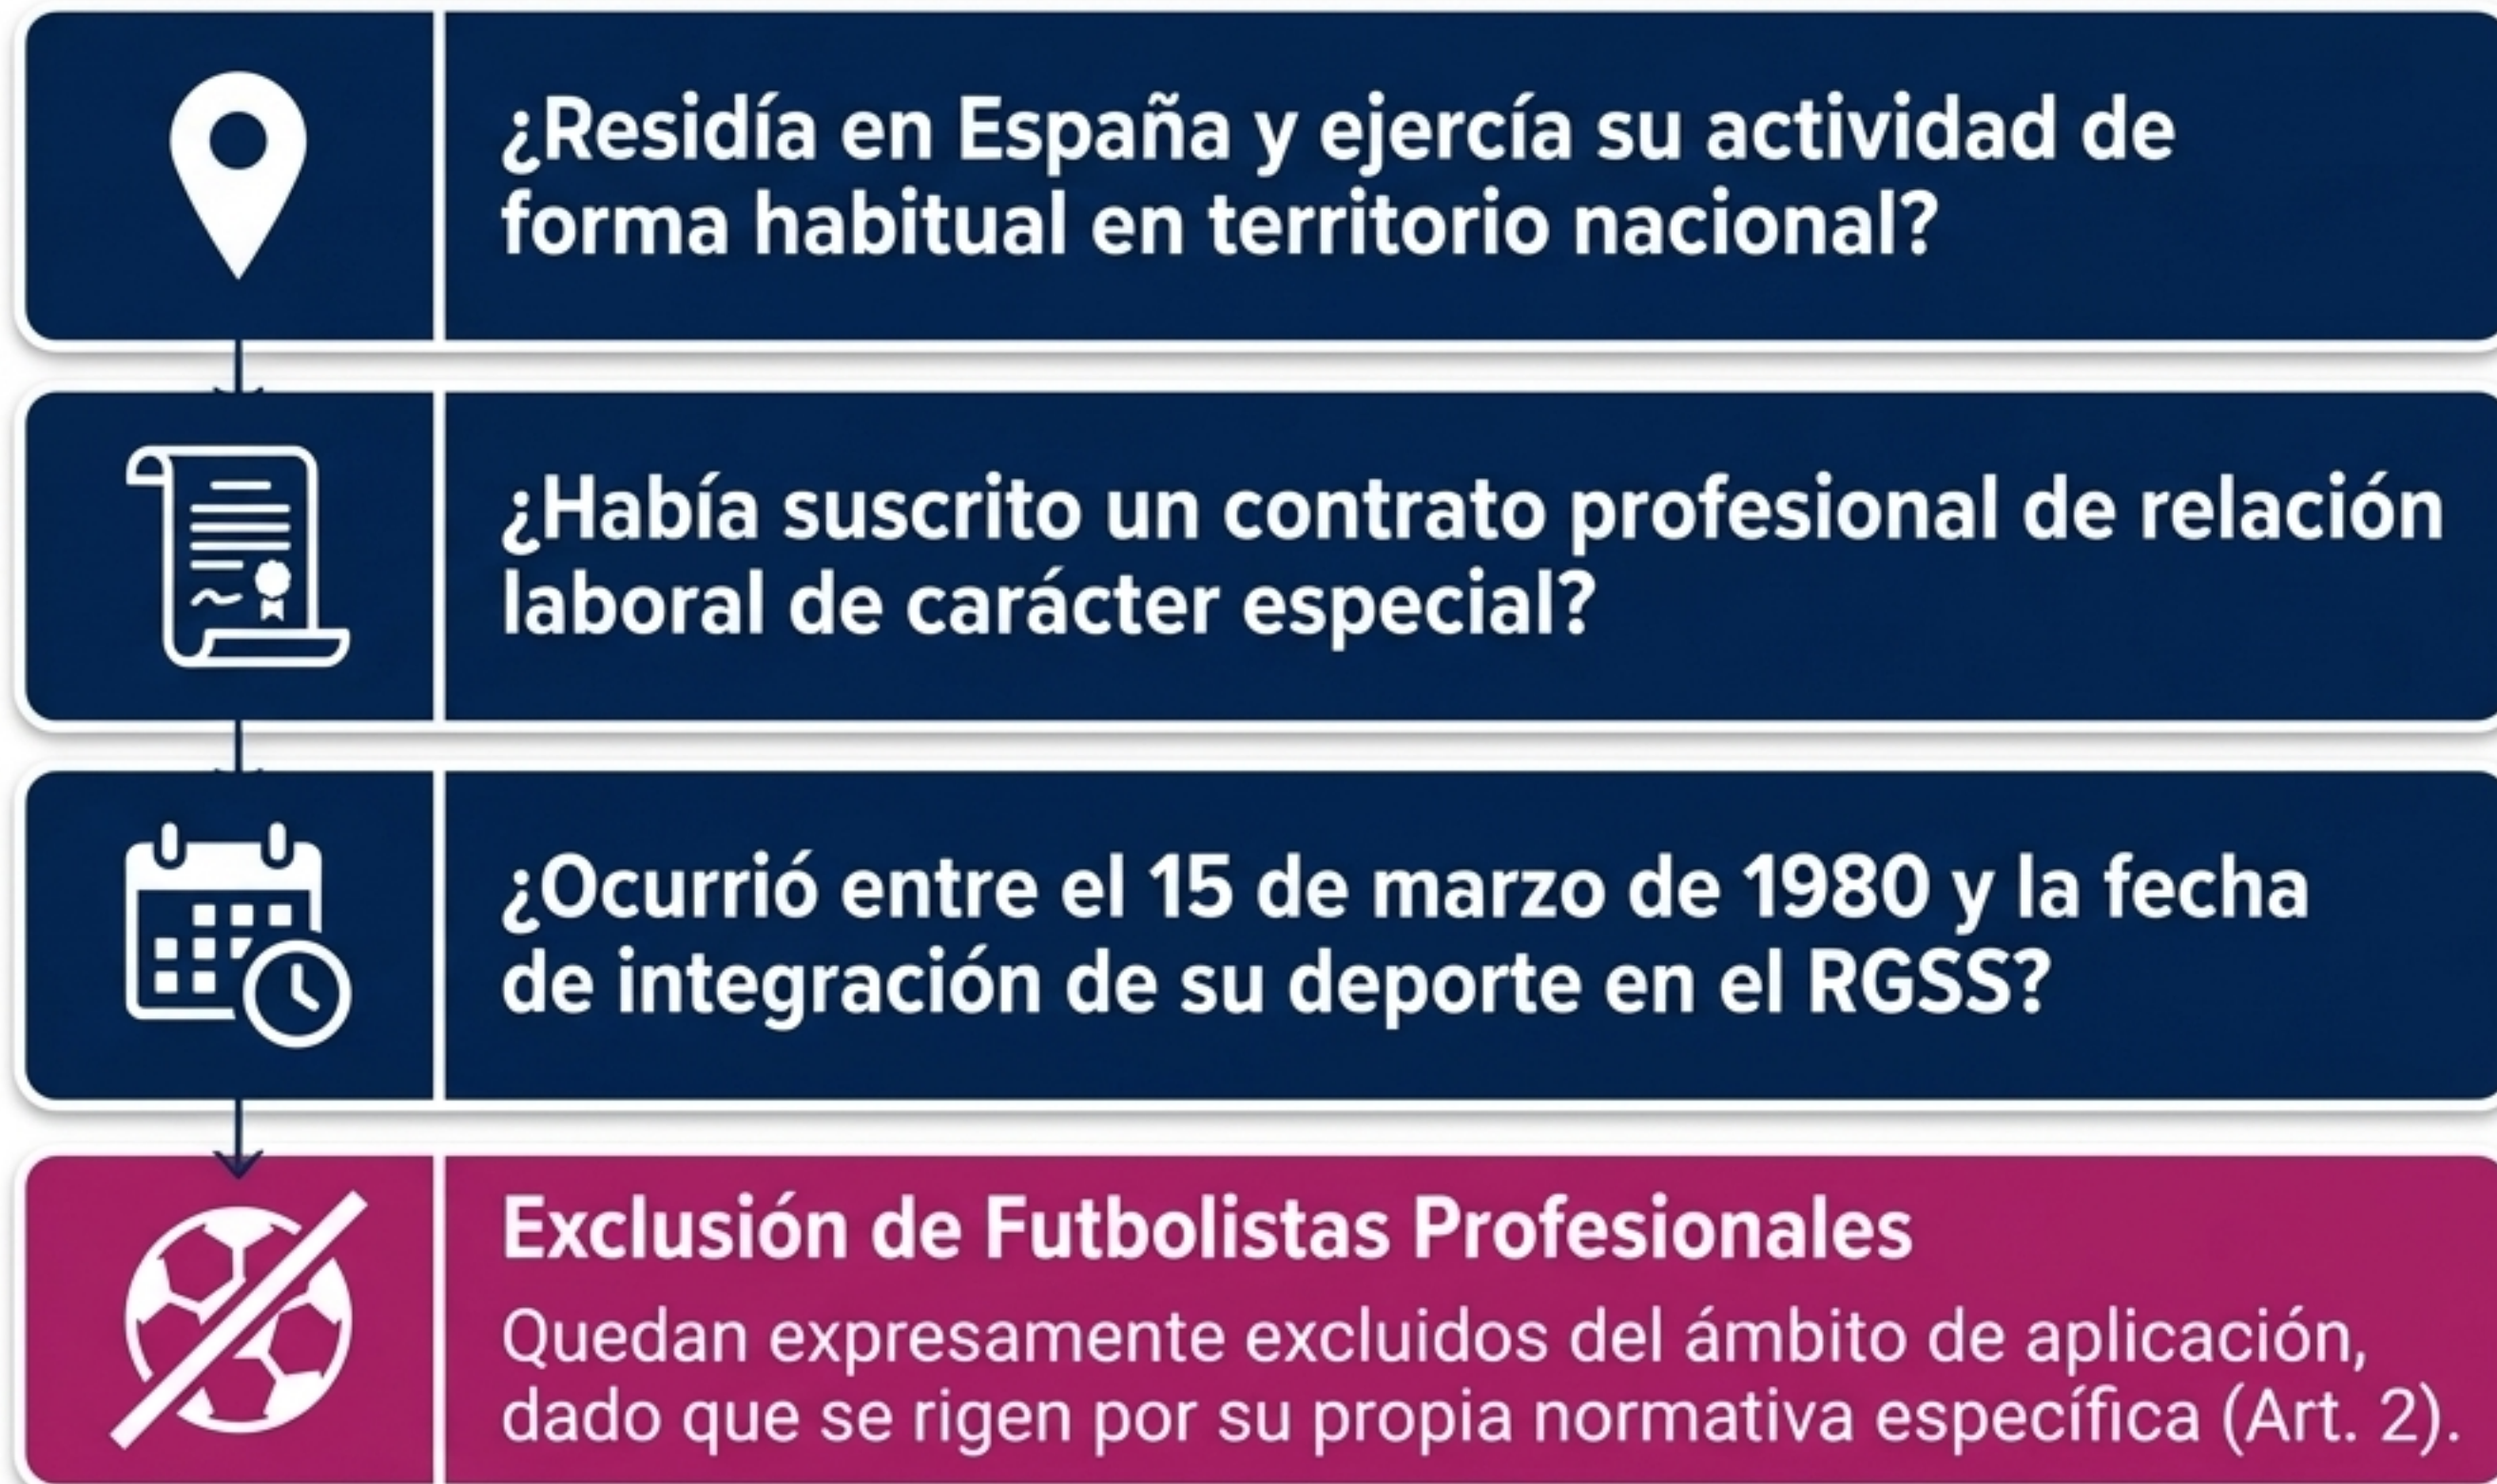 ¿Residía en España y ejercía su actividad de
forma habitual en territorio nacional?
¿Había suscrito un contrato profesional de relación
laboral de carácter especial?
¿Ocurrió entre el 15 de marzo de 1980 y la fecha
de integración de su deporte en el RGSS?
Exclusión de Futbolistas Profesionales
Quedan expresamente excluidos del ámbito de aplicación,
dado que se rigen por su propia normativa específica (Art. 2).